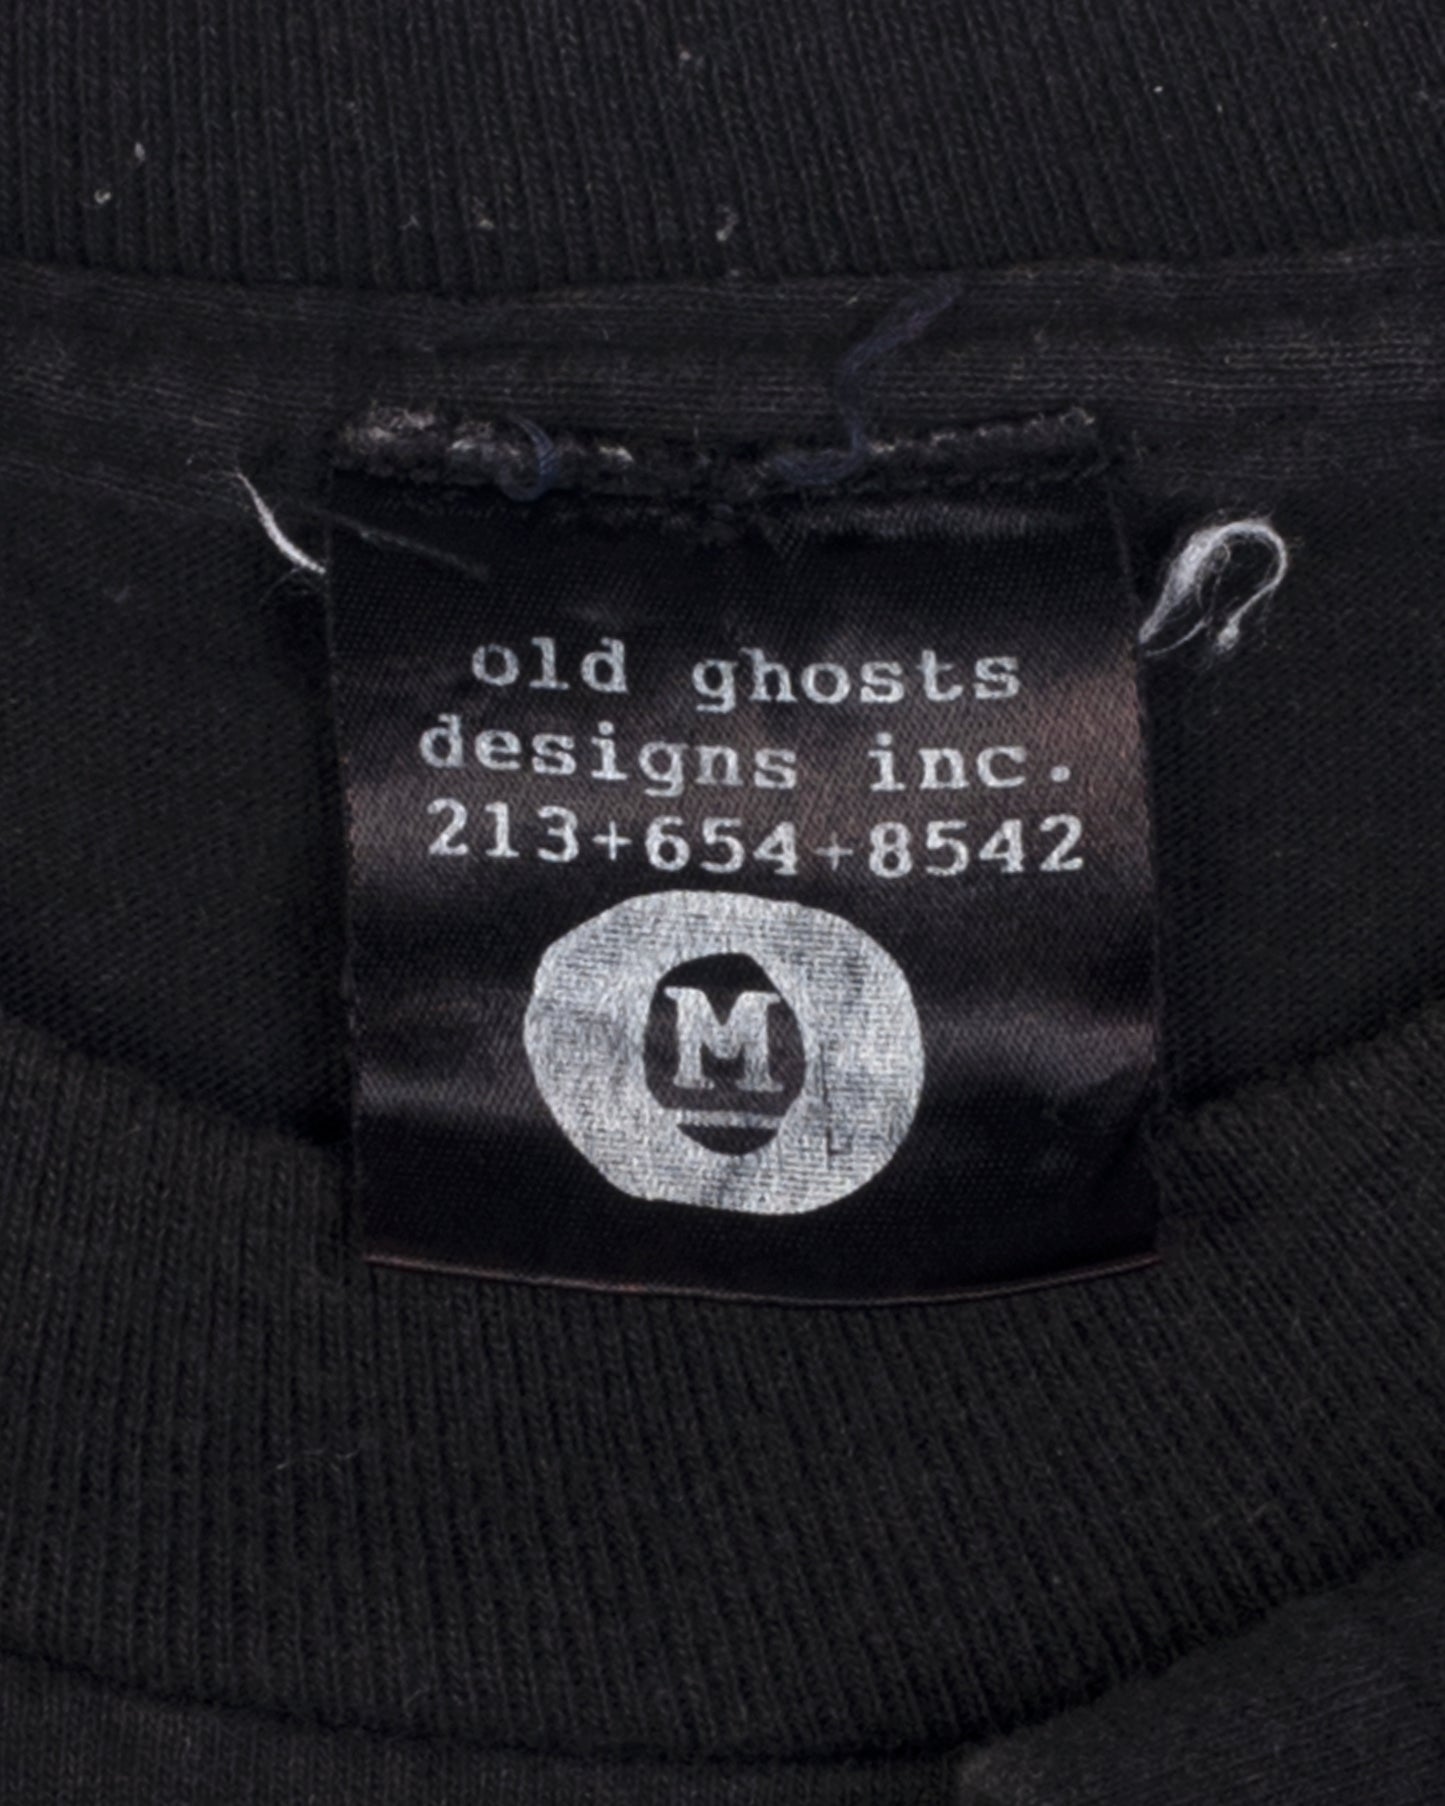 old ghosts
designs inc.
213+654+8542
M